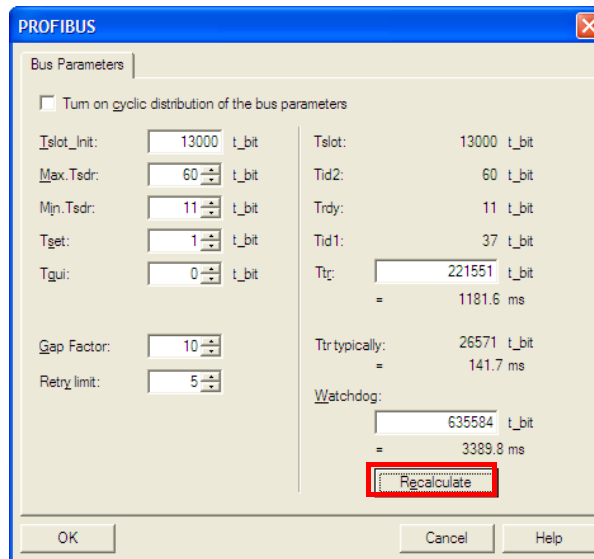 PROFIBUS
Bus Parameters
Turn on cyclic distribution of the bus parameters
Tslot_Init: 13000 t_bit
Max.Tsdr: 60 t_bit
Min.Tsdr: 11 t_bit
Tset: 1 t_bit
Tqui: 0 t_bit
Gap Factor: 10
Retry limit: 5
Tslot: 13000 t_bit
Tid2: 60 t_bit
Trdy: 11 t_bit
Tid1: 37 t_bit
Ttr: 221551 t_bit
= 1181.6 ms
Ttr typically: 26571 t_bit
= 141.7 ms
Watchdog:
635584 t_bit
= 3389.8 ms
Recalculate
OK Cancel Help